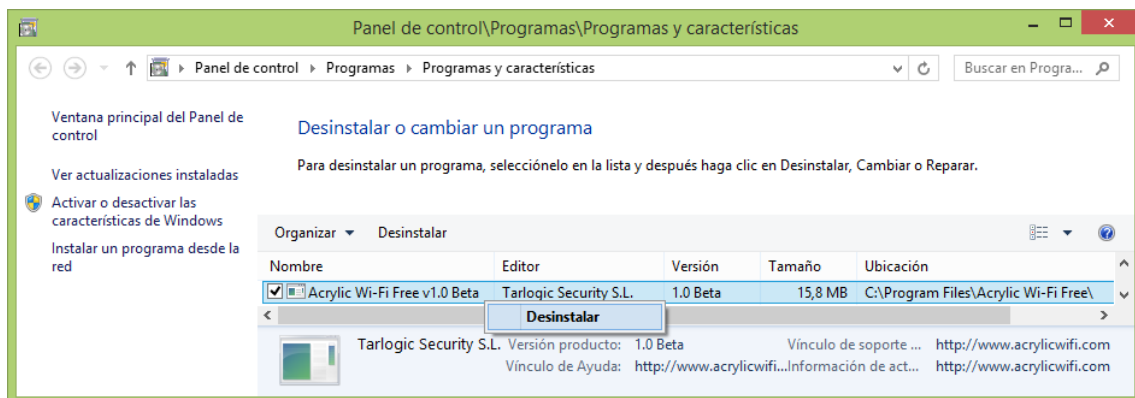 Panel de control\Programas\Programas y características
Panel de control Programas Programas y características
Buscar en Progra...
Ventana principal del Panel de
control
Ver actualizaciones instaladas
Activar o desactivar las
características de Windows
Instalar un programa desde la
red
Desinstalar o cambiar un programa
Para desinstalar un programa, selecciónelo en la lista y después haga clic en Desinstalar, Cambiar o Reparar.
Organizar Desinstalar
Nombre Editor Versión Tamaño Ubicación
Acrylic Wi-Fi Free v1.0 Beta Tarlogic Security S.L. 1.0 Beta 15,8 MB C:\Program Files\Acrylic Wi-Fi Free\
Desinstalar
Tarlogic Security S.L. Versión producto: 1.0 Beta Vínculo de soporte ... http://www.acrylicwifi.com
Vínculo de Ayuda: http://www.acrylicwifi... Información de act... http://www.acrylicwifi.com